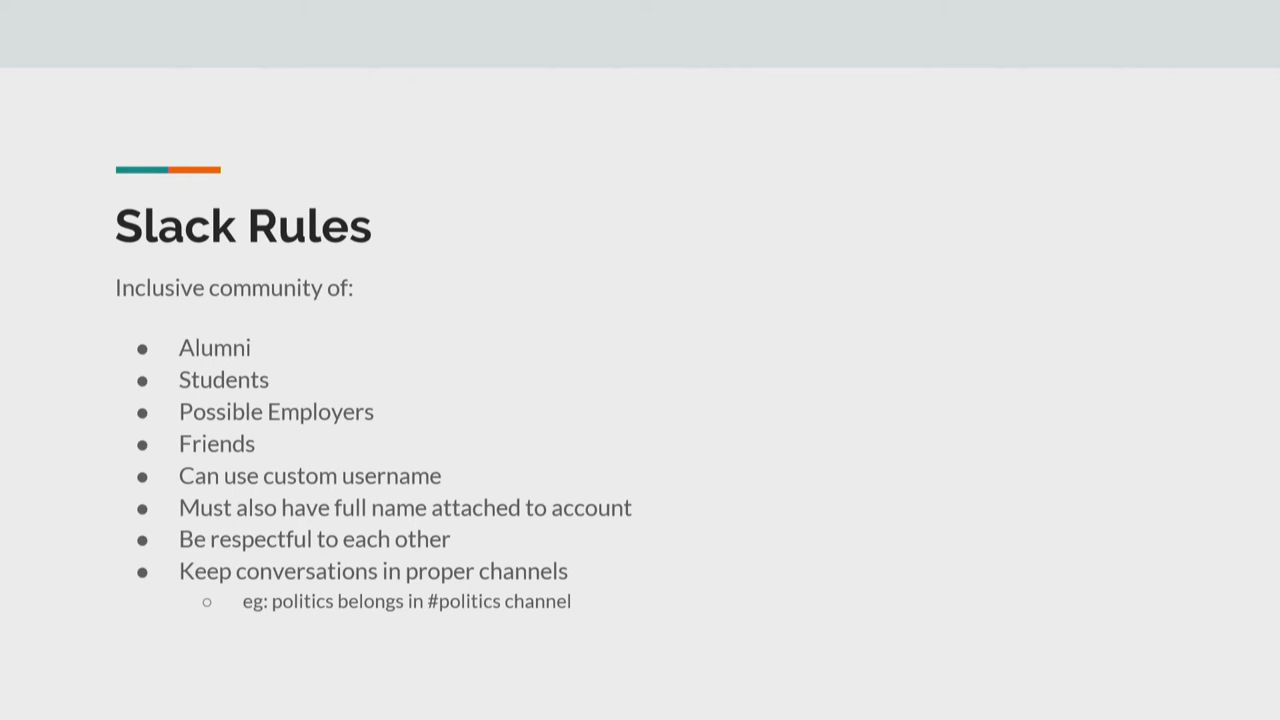 Slack Rules
Inclusive community of:
● Alumni
● Students
● Possible Employers
● Friends
● Can use custom username
● Must also have full name attached to account
● Be respectful to each other
● Keep conversations in proper channels
○ eg: politics belongs in #politics channel